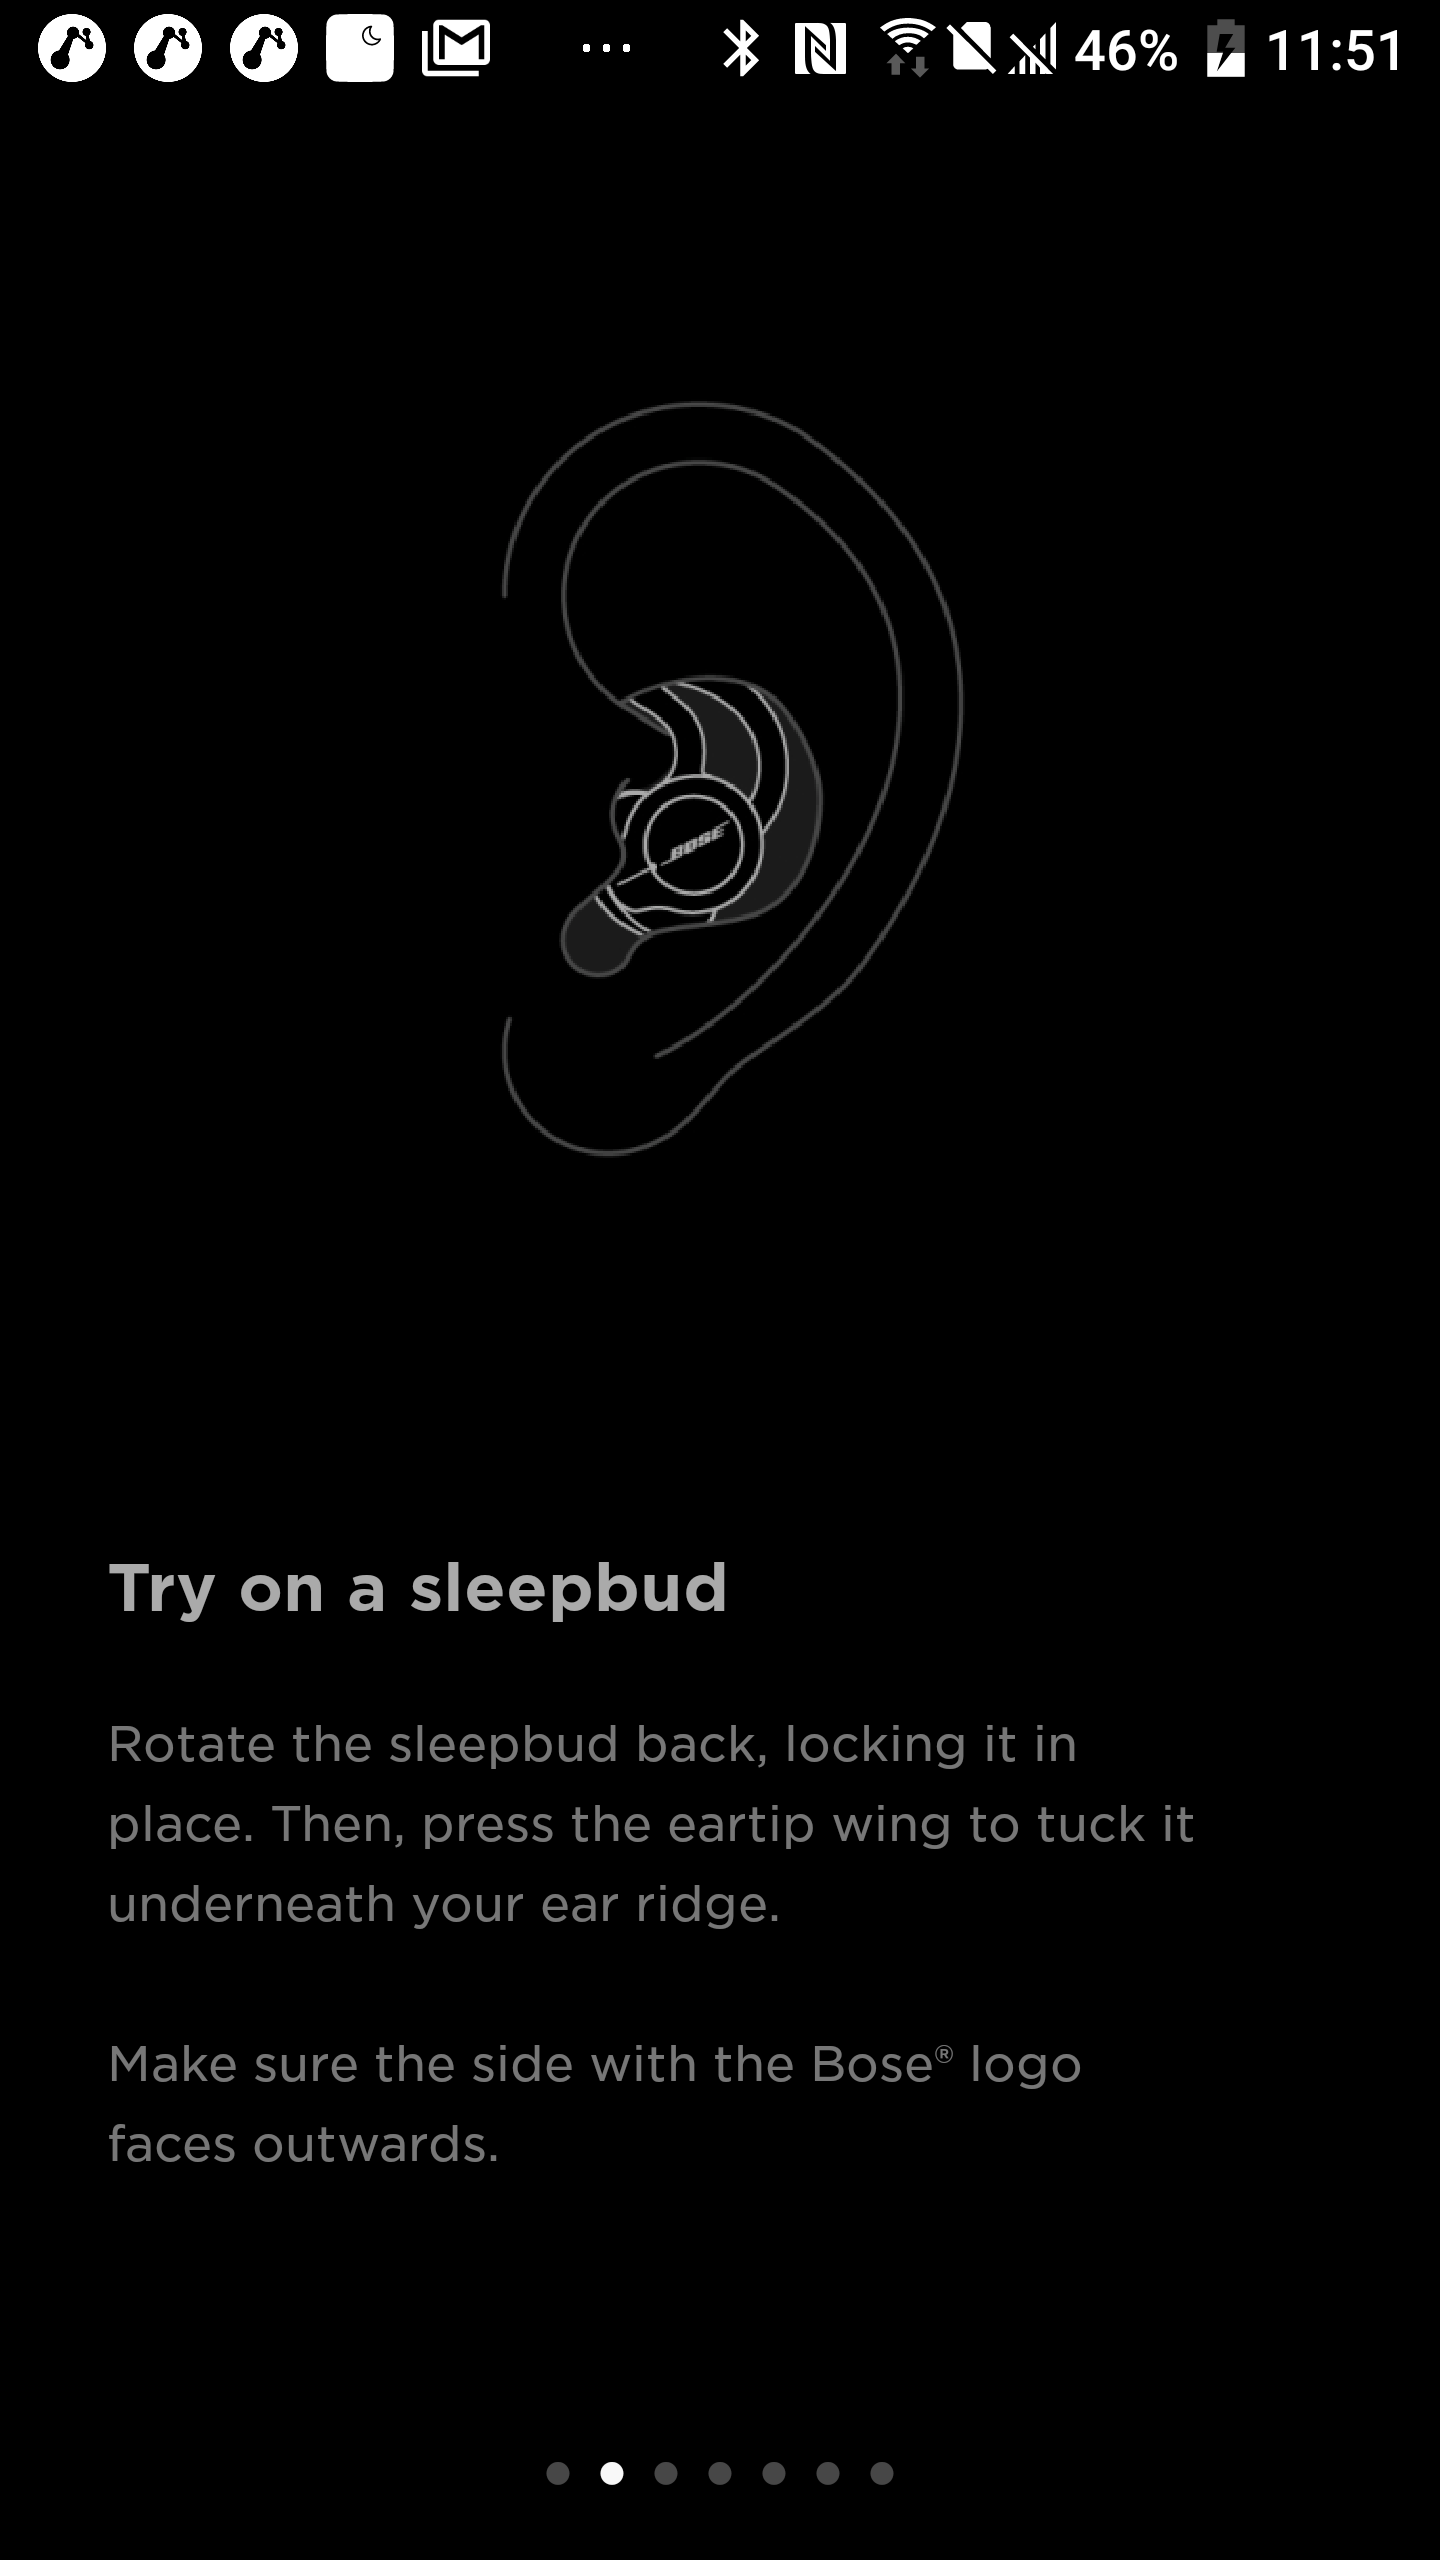 46% 11:51
BOSE
Try on a sleepbud
Rotate the sleepbud back, locking it in
place. Then, press the eartip wing to tuck it
underneath your ear ridge.
Make sure the side with the Bose® logo
faces outwards.